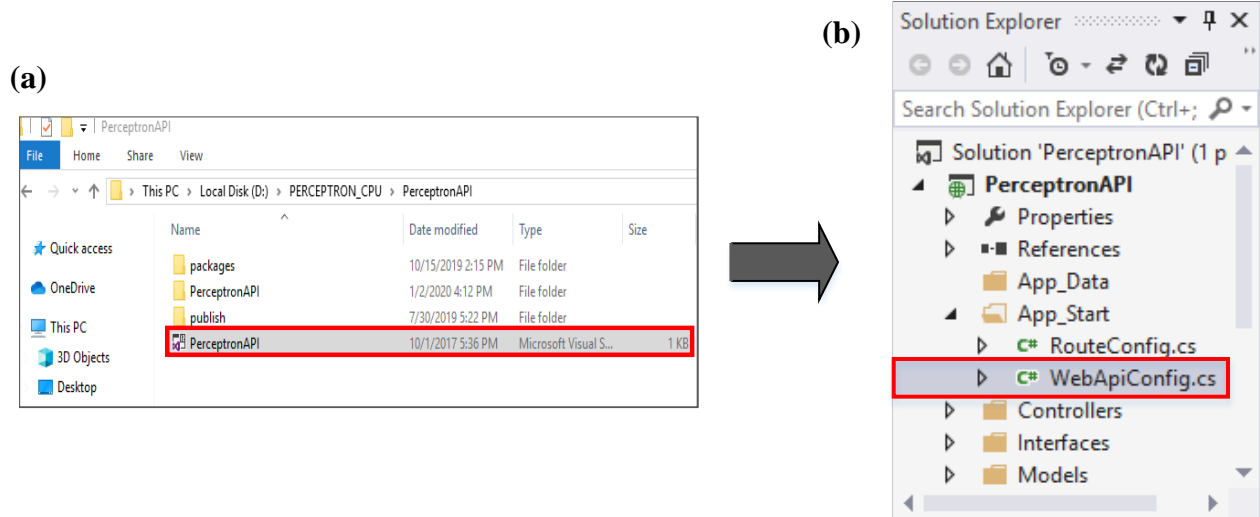 (a)
PerceptronAPI
File Home Share View
This PC > Local Disk (D:) > PERCEPTRON_CPU > PerceptronAPI
Name Date modified Type Size
Quick access
OneDrive
This PC
3D Objects
Desktop
packages 10/15/2019 2:15 PM File folder
PerceptronAPI 1/2/2020 4:12 PM File folder
publish 7/30/2019 5:22 PM File folder
PerceptronAPI 10/1/2017 5:36 PM Microsoft Visual S... 1 KB
(b)
Solution Explorer
Search Solution Explorer (Ctrl+;
Solution 'PerceptronAPI' (1 p
PerceptronAPI
Properties
References
App_Data
App_Start
C# RouteConfig.cs
C# WebApiConfig.cs
Controllers
Interfaces
Models